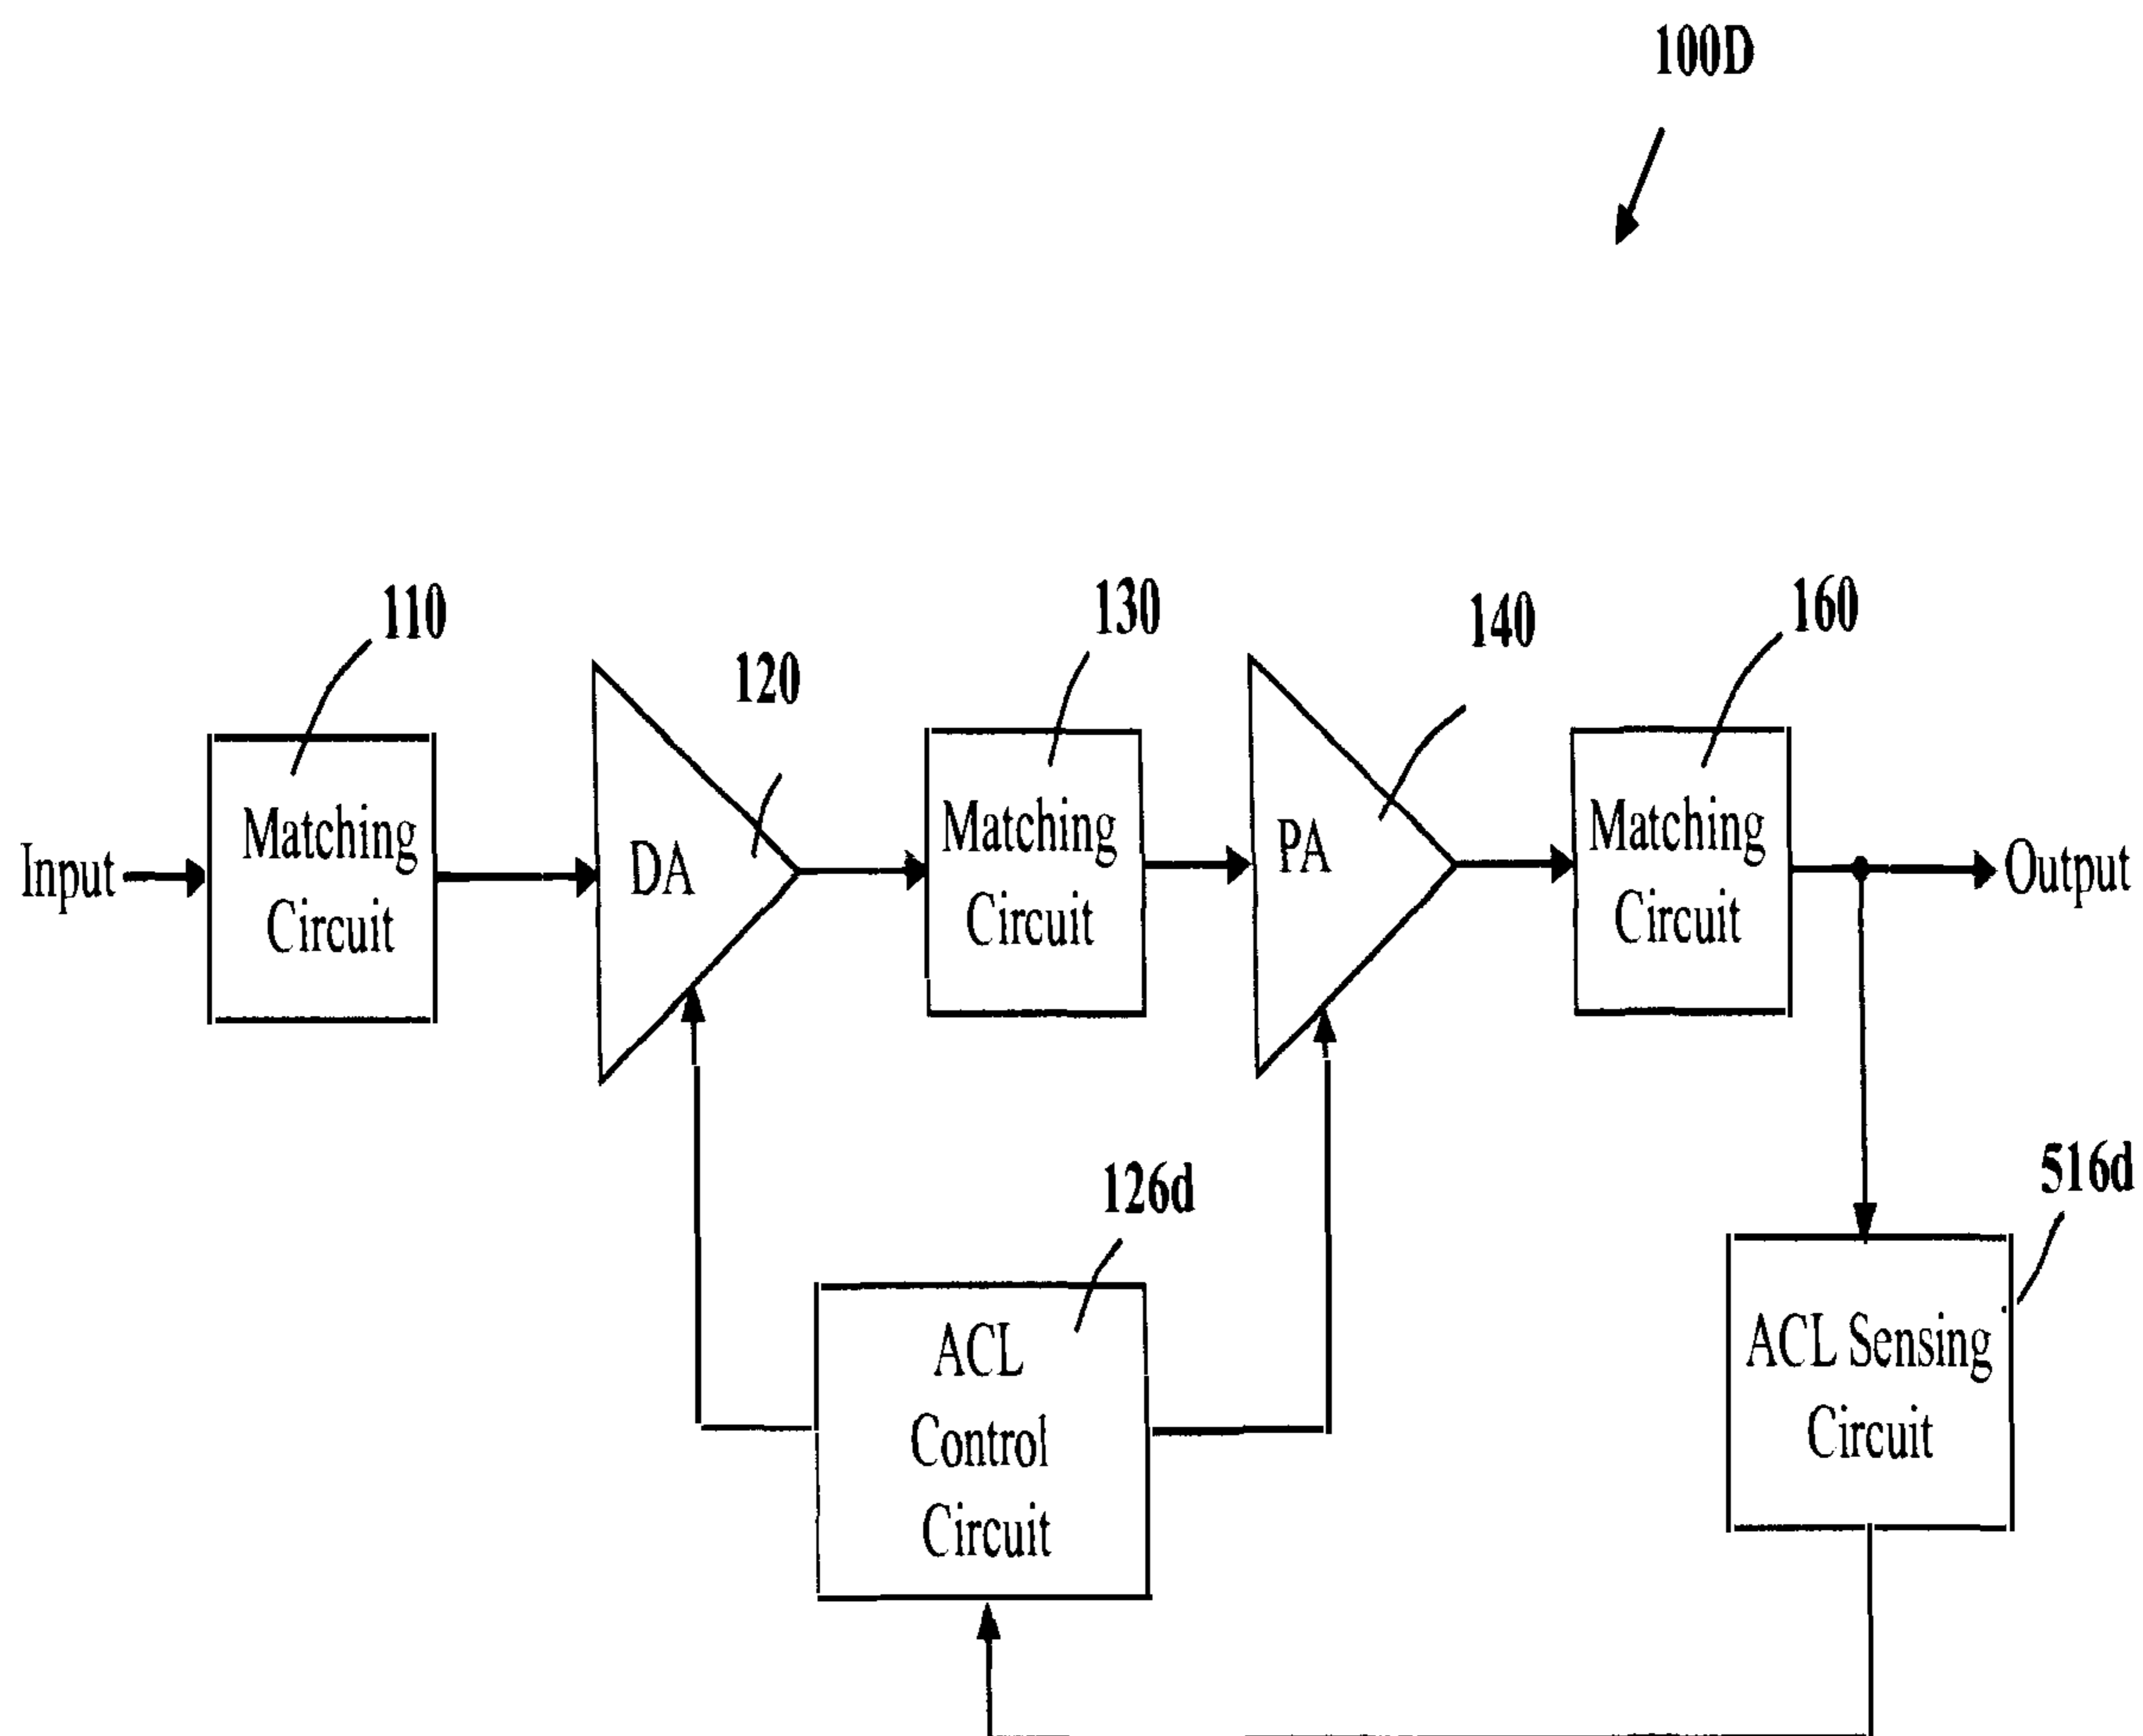 100D
110
120
130
140
160
Input
Matching
Circuit
DA
Matching
Circuit
PA
Matching
Circuit
Output
126d
516d
ACL
Control
Circuit
ACL Sensing
Circuit